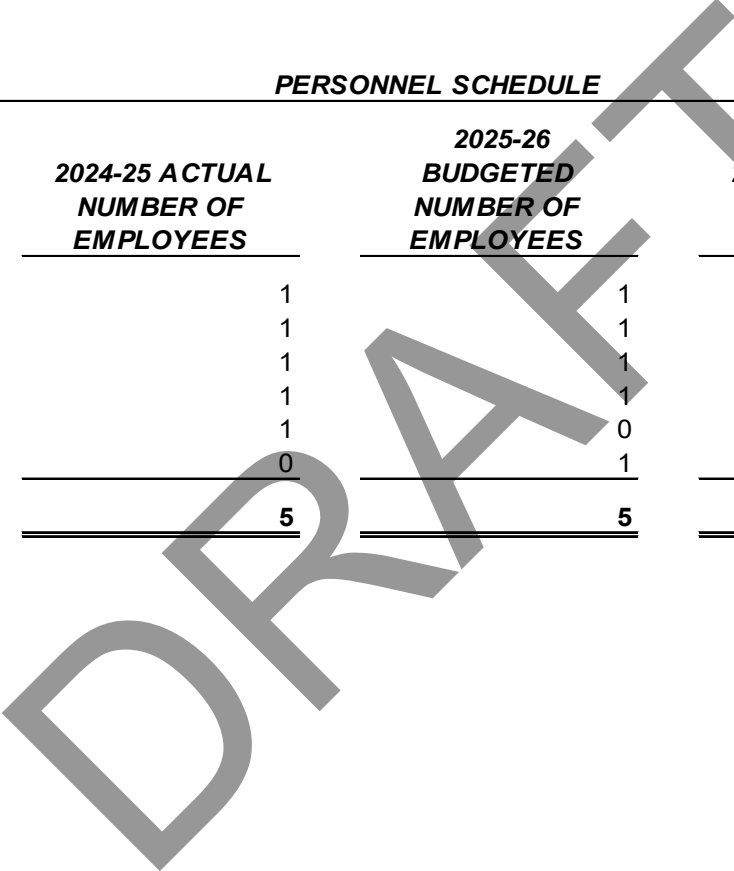 PERSONNEL SCHEDULE
2025-26
2024-25 ACTUAL BUDGETED
NUMBER OF NUMBER OF
EMPLOYEES EMPLOYEES
1 1
1 1
1 1
1 1
1 0
0 1
5 5
DRAFT